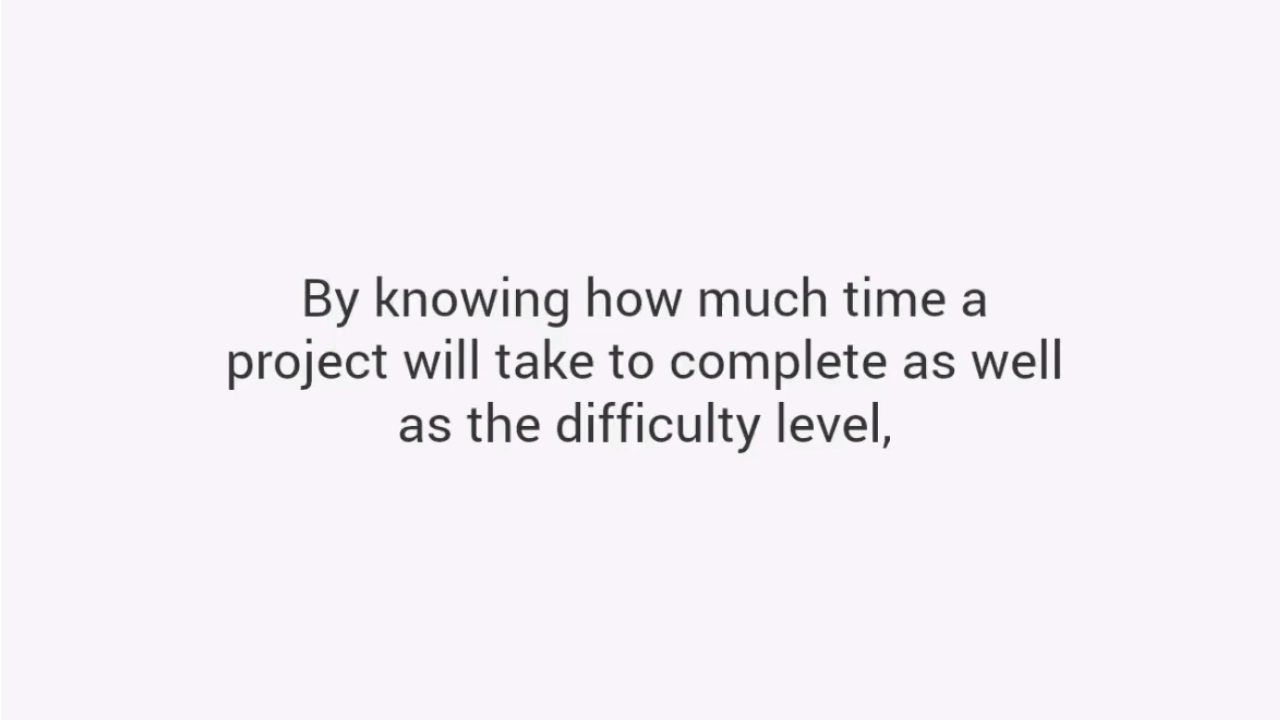 By knowing how much time a
project will take to complete as well
as the difficulty level,